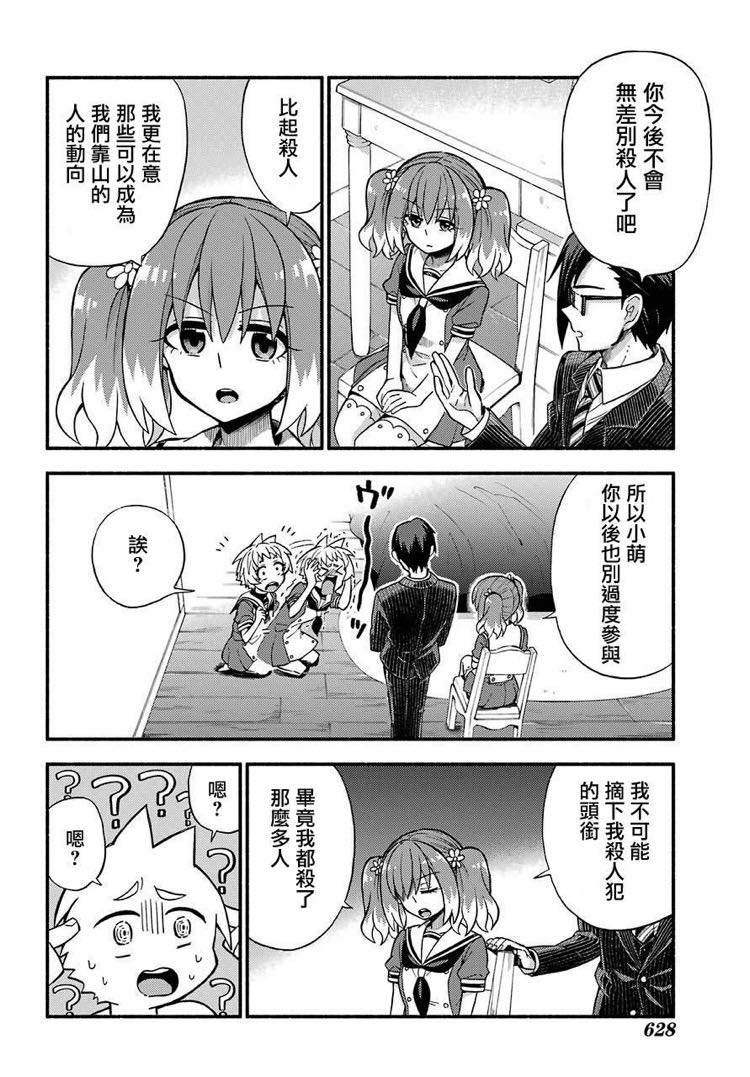 你今後不會
無差別殺人了吧
比起殺人
我更在意
那些可以成為
我們靠山的
人的動向
所以小萌
你以後也別過度參與
ヴッ
誒?
我不可能
摘下我殺人犯
的頭銜
畢竟我都殺了
那麼多人
嗯?
嗯?
?
?
?
?
?
?
?
628